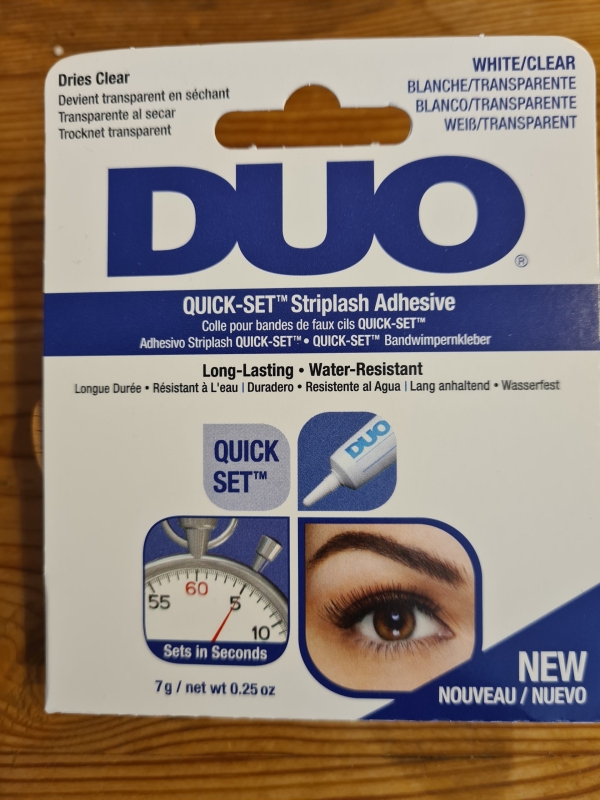 Dries Clear
Devient transparent en séchant
Transparente al secar
Trocknet transparent
WHITE/CLEAR
BLANCHE/TRANSPARENTE
BLANCO/TRANSPARENTE
WEIß/TRANSPARENT
DUO®
QUICK-SET™ Striplash Adhesive
Colle pour bandes de faux cils QUICK-SET™
Adhesivo Striplash QUICK-SET™ • QUICK-SET™ Bandwimpernkleber
Long-Lasting • Water-Resistant
Longue Durée • Résistant à L'eau | Duradero • Resistente al Agua | Lang anhaltend • Wasserfest
QUICK
SET™
DUO
55 60 5 10
Sets in Seconds
7g / net wt 0.25 oz
NEW
NOUVEAU / NUEVO